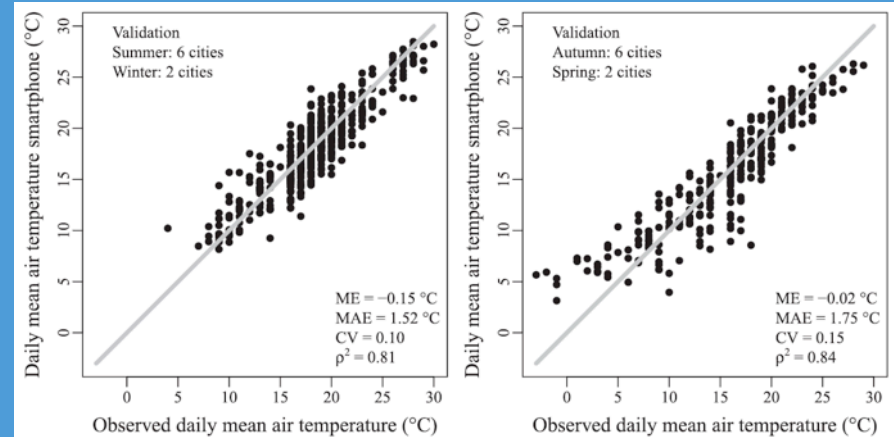 Daily mean air temperature smartphone (°C)
30
25
20
15
10
5
0
Validation
Summer: 6 cities
Winter: 2 cities
ME = −0.15 °C
MAE = 1.52 °C
CV = 0.10
ρ² = 0.81
0 5 10 15 20 25 30
Observed daily mean air temperature (°C)
Daily mean air temperature smartphone (°C)
30
25
20
15
10
5
0
Validation
Autumn: 6 cities
Spring: 2 cities
ME = −0.02 °C
MAE = 1.75 °C
CV = 0.15
ρ² = 0.84
0 5 10 15 20 25 30
Observed daily mean air temperature (°C)